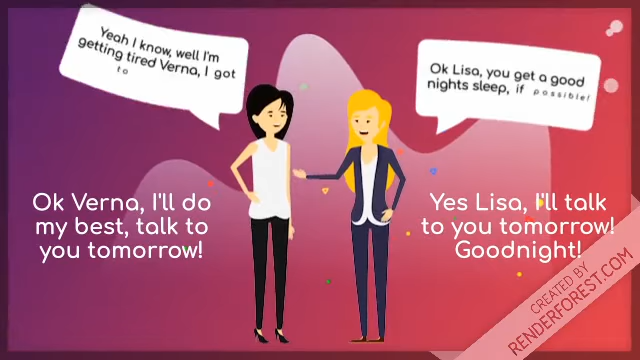 Yeah I know, well I'm
getting tired Verna, I got
to
Ok Lisa, you get a good
nights sleep, if possible!
Ok Verna, I'll do
my best, talk to
you tomorrow!
Yes Lisa, I'll talk
to you tomorrow!
Goodnight!
CREATED BY
RENDERFOREST.COM